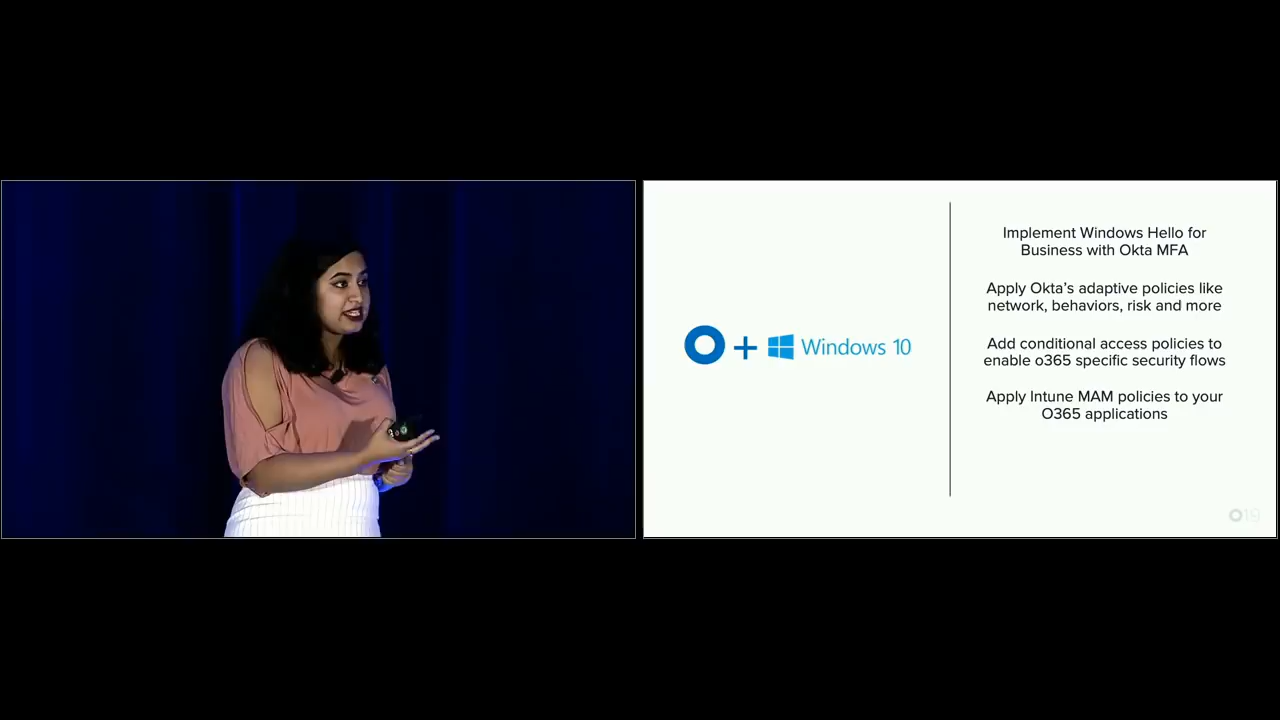 Implement Windows Hello for
Business with Okta MFA
Apply Okta's adaptive policies like
network, behaviors, risk and more
Windows 10
Add conditional access policies to
enable o365 specific security flows
Apply Intune MAM policies to your
O365 applications
O19